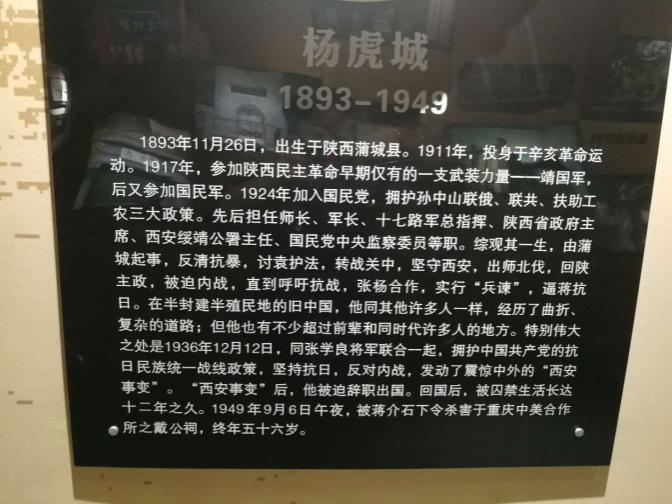 杨虎城
1893-1949
1893年11月26日，出生于陕西蒲城县。1911年，投身于辛亥革命运
动。1917年，参加陕西民主革命早期仅有的一支武装力量——靖国军，
后又参加国民军。1924年加入国民党，拥护孙中山联俄、联共、扶助工
农三大政策。先后担任师长、军长、十七路军总指挥、陕西省政府主
席、西安绥靖公署主任、国民党中央监察委员等职。综观其一生，由蒲
城起事，反清抗暴，讨袁护法，转战关中，坚守西安，出师北伐，回陕
主政，被迫内战，直到呼吁抗战，张杨合作，实行“兵谏”，逼蒋抗
日。在半封建半殖民地的旧中国，他同其他许多人一样，经历了曲折、
复杂的道路；但他也有不少超过前辈和同时代许多人的地方。特别伟大
之处是1936年12月12日，同张学良将军联合一起，拥护中国共产党的抗
日民族统一战线政策，坚持抗日，反对内战，发动了震惊中外的“西安
事变”。“西安事变”后，他被迫辞职出国。回国后，被囚禁生活长达
十二年之久。1949年9月6日午夜，被蒋介石下令杀害于重庆中美合作
所之戴公祠，终年五十六岁。